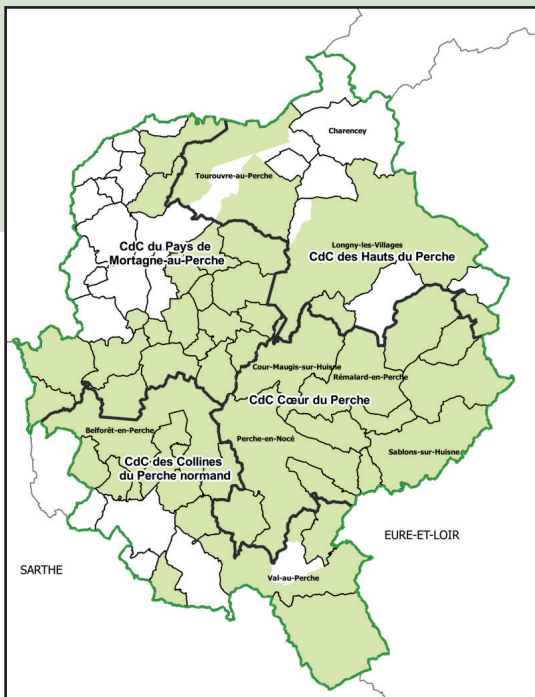 Charencey
Tourouvre-au-Perche
CdC du Pays de
Mortagne-au-Perche
Longny-les-Villages
CdC des Hauts du Perche
Cour-Maugis-sur-Huisne
Rémalard-en-Perche
CdC Cœur du Perche
Belforêt-en-Perche
Perche-en-Nocé
Sablons-sur-Huisne
CdC des Collines
du Perche normand
EURE-ET-LOIR
SARTHE
Val-au-Perche